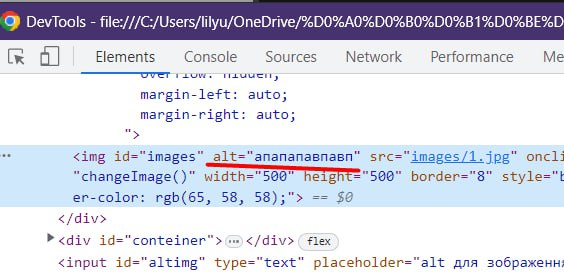 DevTools - file:///C:/Users/lilyu/OneDrive/%D0%A0%D0%B0%D0%B1%D0%BE%D
Elements Console Sources Network Performance Me
overflow: hidden;
margin-left: auto;
margin-right: auto;
">
··· <img id="images" alt="апапапавпавп" src="images/1.jpg" onclic
"changeImage()" width="500" height="500" border="8" style="b
er-color: rgb(65, 58, 58);"> == $0
</div>
<div id="conteiner"> ··· </div> flex
<input id="altimg" type="text" placeholder="alt для зображення